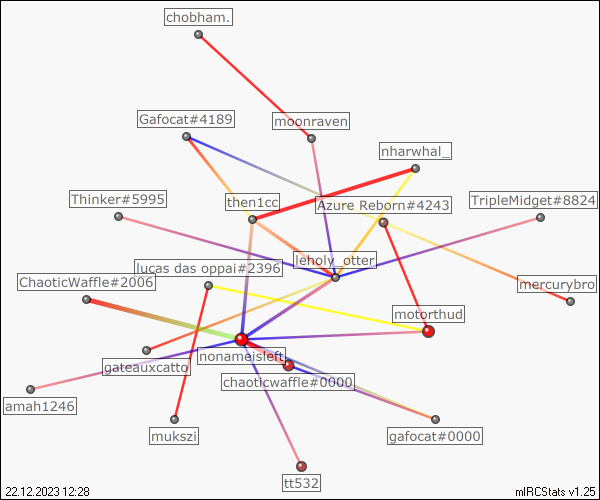 chobham.
Gafocat#4189
moonraven
nharwhal_
Thinker#5995
then1cc
Azure Reborn#4243
TripleMidget#8824
leholy_otter
lucas das oppai#2396
ChaoticWaffle#2006
mercurybro
motorthud
nonameisleft
gateauxcatto
chaoticwaffle#0000
amah1246
mukszi
gafocat#0000
tt532
22.12.2023 12:28
mIRCStats v1.25